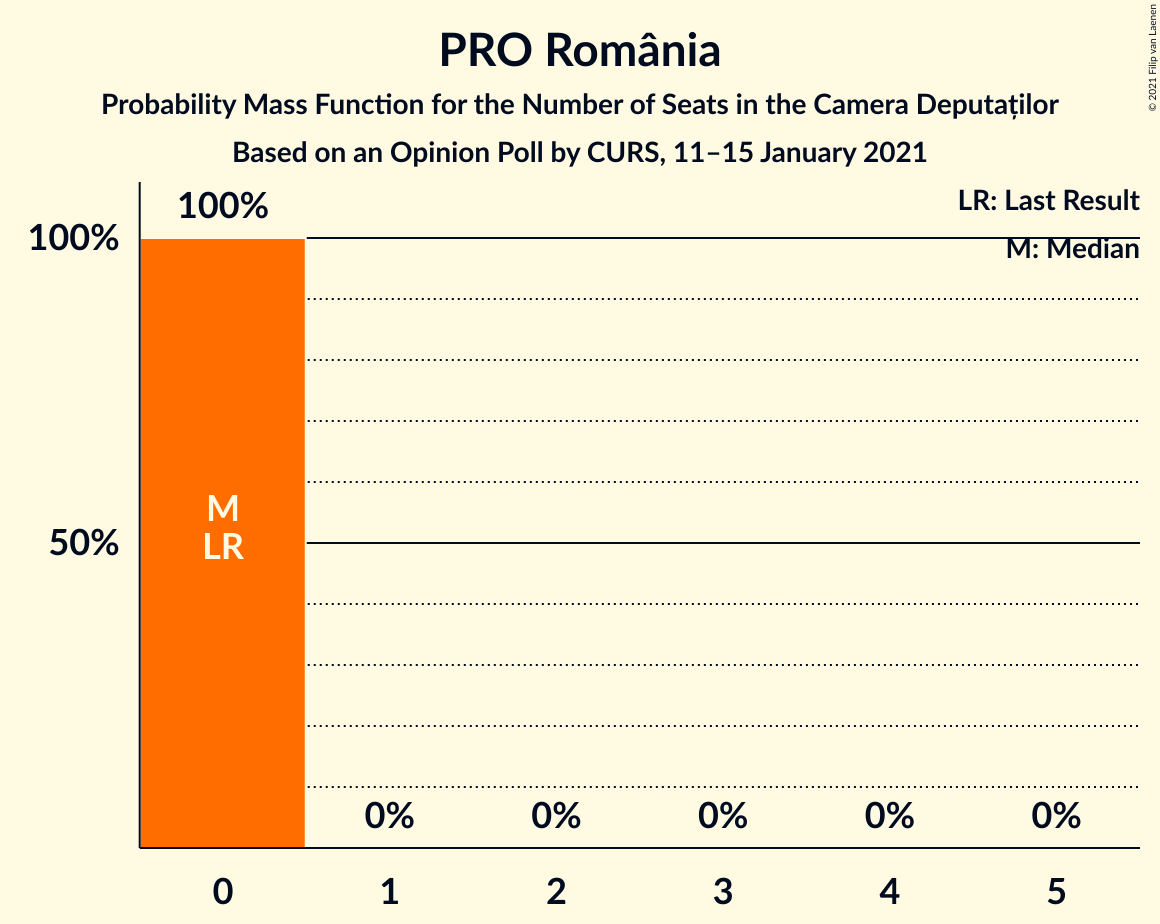 PRO România
Probability Mass Function for the Number of Seats in the Camera Deputaților
Based on an Opinion Poll by CURS, 11–15 January 2021
© 2021 Filip van Laenen
LR: Last Result
M: Median
100%
100%
50%
M
LR
0% 0% 0% 0% 0%
0 1 2 3 4 5